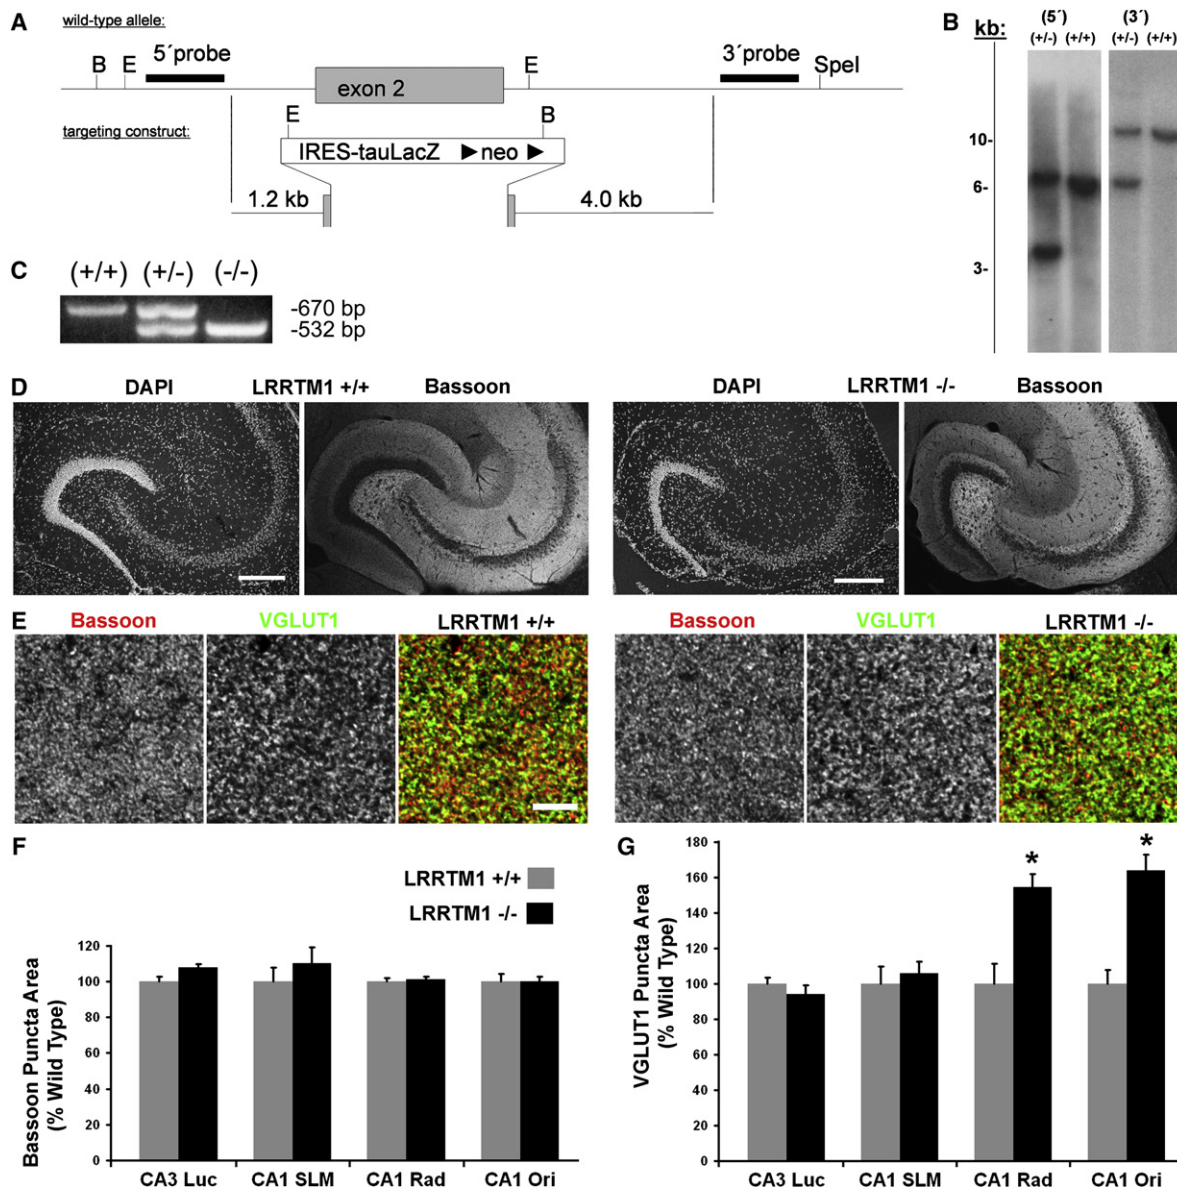 A
wild-type allele:
B E 5´probe exon 2 E 3´probe SpeI
targeting construct:
E B
IRES-tauLacZ ▶neo ▶
1.2 kb 4.0 kb
B
kb: (5´) (3´)
(+/-) (+/+) (+/-) (+/+)
10-
6-
3-
C
(+/+) (+/-) (-/-)
-670 bp
-532 bp
D
DAPI LRRTM1 +/+ Bassoon DAPI LRRTM1 -/- Bassoon
E
Bassoon VGLUT1 LRRTM1 +/+ Bassoon VGLUT1 LRRTM1 -/-
F
LRRTM1 +/+
LRRTM1 -/-
Bassoon Puncta Area
(% Wild Type)
120
100
80
60
40
20
0
CA3 Luc CA1 SLM CA1 Rad CA1 Ori
G
VGLUT1 Puncta Area
(% Wild Type)
180
160
140
120
100
80
60
40
20
0
* *
CA3 Luc CA1 SLM CA1 Rad CA1 Ori